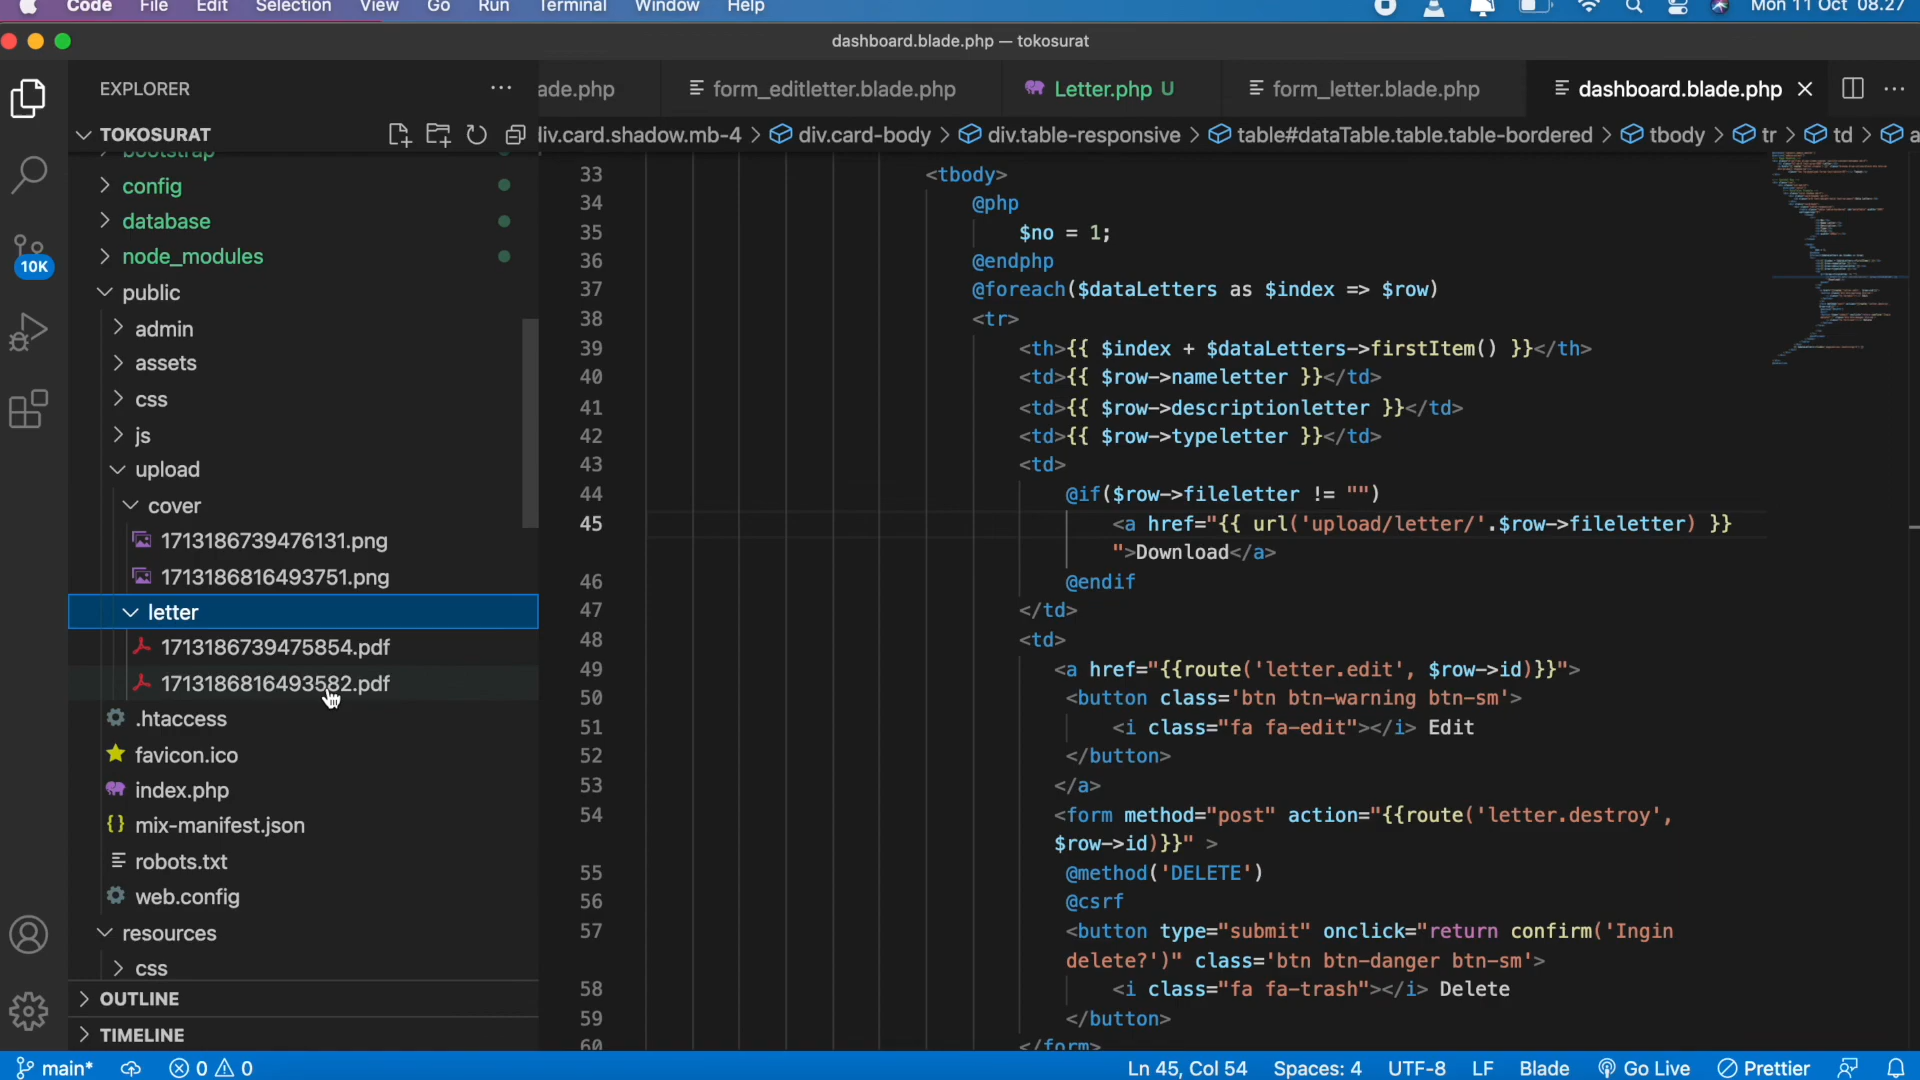 Code File Edit Selection View Go Run Terminal Window Help Mon 11 Oct 08.27
dashboard.blade.php — tokosurat
EXPLORER
ade.php form_editletter.blade.php Letter.php U form_letter.blade.php dashboard.blade.php
TOKOSURAT
div.card.shadow.mb-4 > div.card-body > div.table-responsive > table#dataTable.table.table-bordered > tbody > tr > td > a
bootstrap
config
database
node_modules
public
admin
assets
css
js
upload
cover
1713186739476131.png
1713186816493751.png
letter
1713186739475854.pdf
1713186816493582.pdf
.htaccess
favicon.ico
index.php
mix-manifest.json
robots.txt
web.config
resources
css
OUTLINE
TIMELINE
10K
33 <tbody>
34 @php
35 $no = 1;
36 @endphp
37 @foreach($dataLetters as $index => $row)
38 <tr>
39 <th>{{ $index + $dataLetters->firstItem() }}</th>
40 <td>{{ $row->nameletter }}</td>
41 <td>{{ $row->descriptionletter }}</td>
42 <td>{{ $row->typeletter }}</td>
43 <td>
44 @if($row->fileletter != "")
45 <a href="{{ url('upload/letter/'.$row->fileletter) }}
">Download</a>
46 @endif
47 </td>
48 <td>
49 <a href="{{route('letter.edit', $row->id)}}">
50 <button class='btn btn-warning btn-sm'>
51 <i class="fa fa-edit"></i> Edit
52 </button>
53 </a>
54 <form method="post" action="{{route('letter.destroy',
$row->id)}}" >
55 @method('DELETE')
56 @csrf
57 <button type="submit" onclick="return confirm('Ingin
delete?')" class='btn btn-danger btn-sm'>
58 <i class="fa fa-trash"></i> Delete
59 </button>
60 </form>
main* 0 0 Ln 45, Col 54 Spaces: 4 UTF-8 LF Blade Go Live Prettier